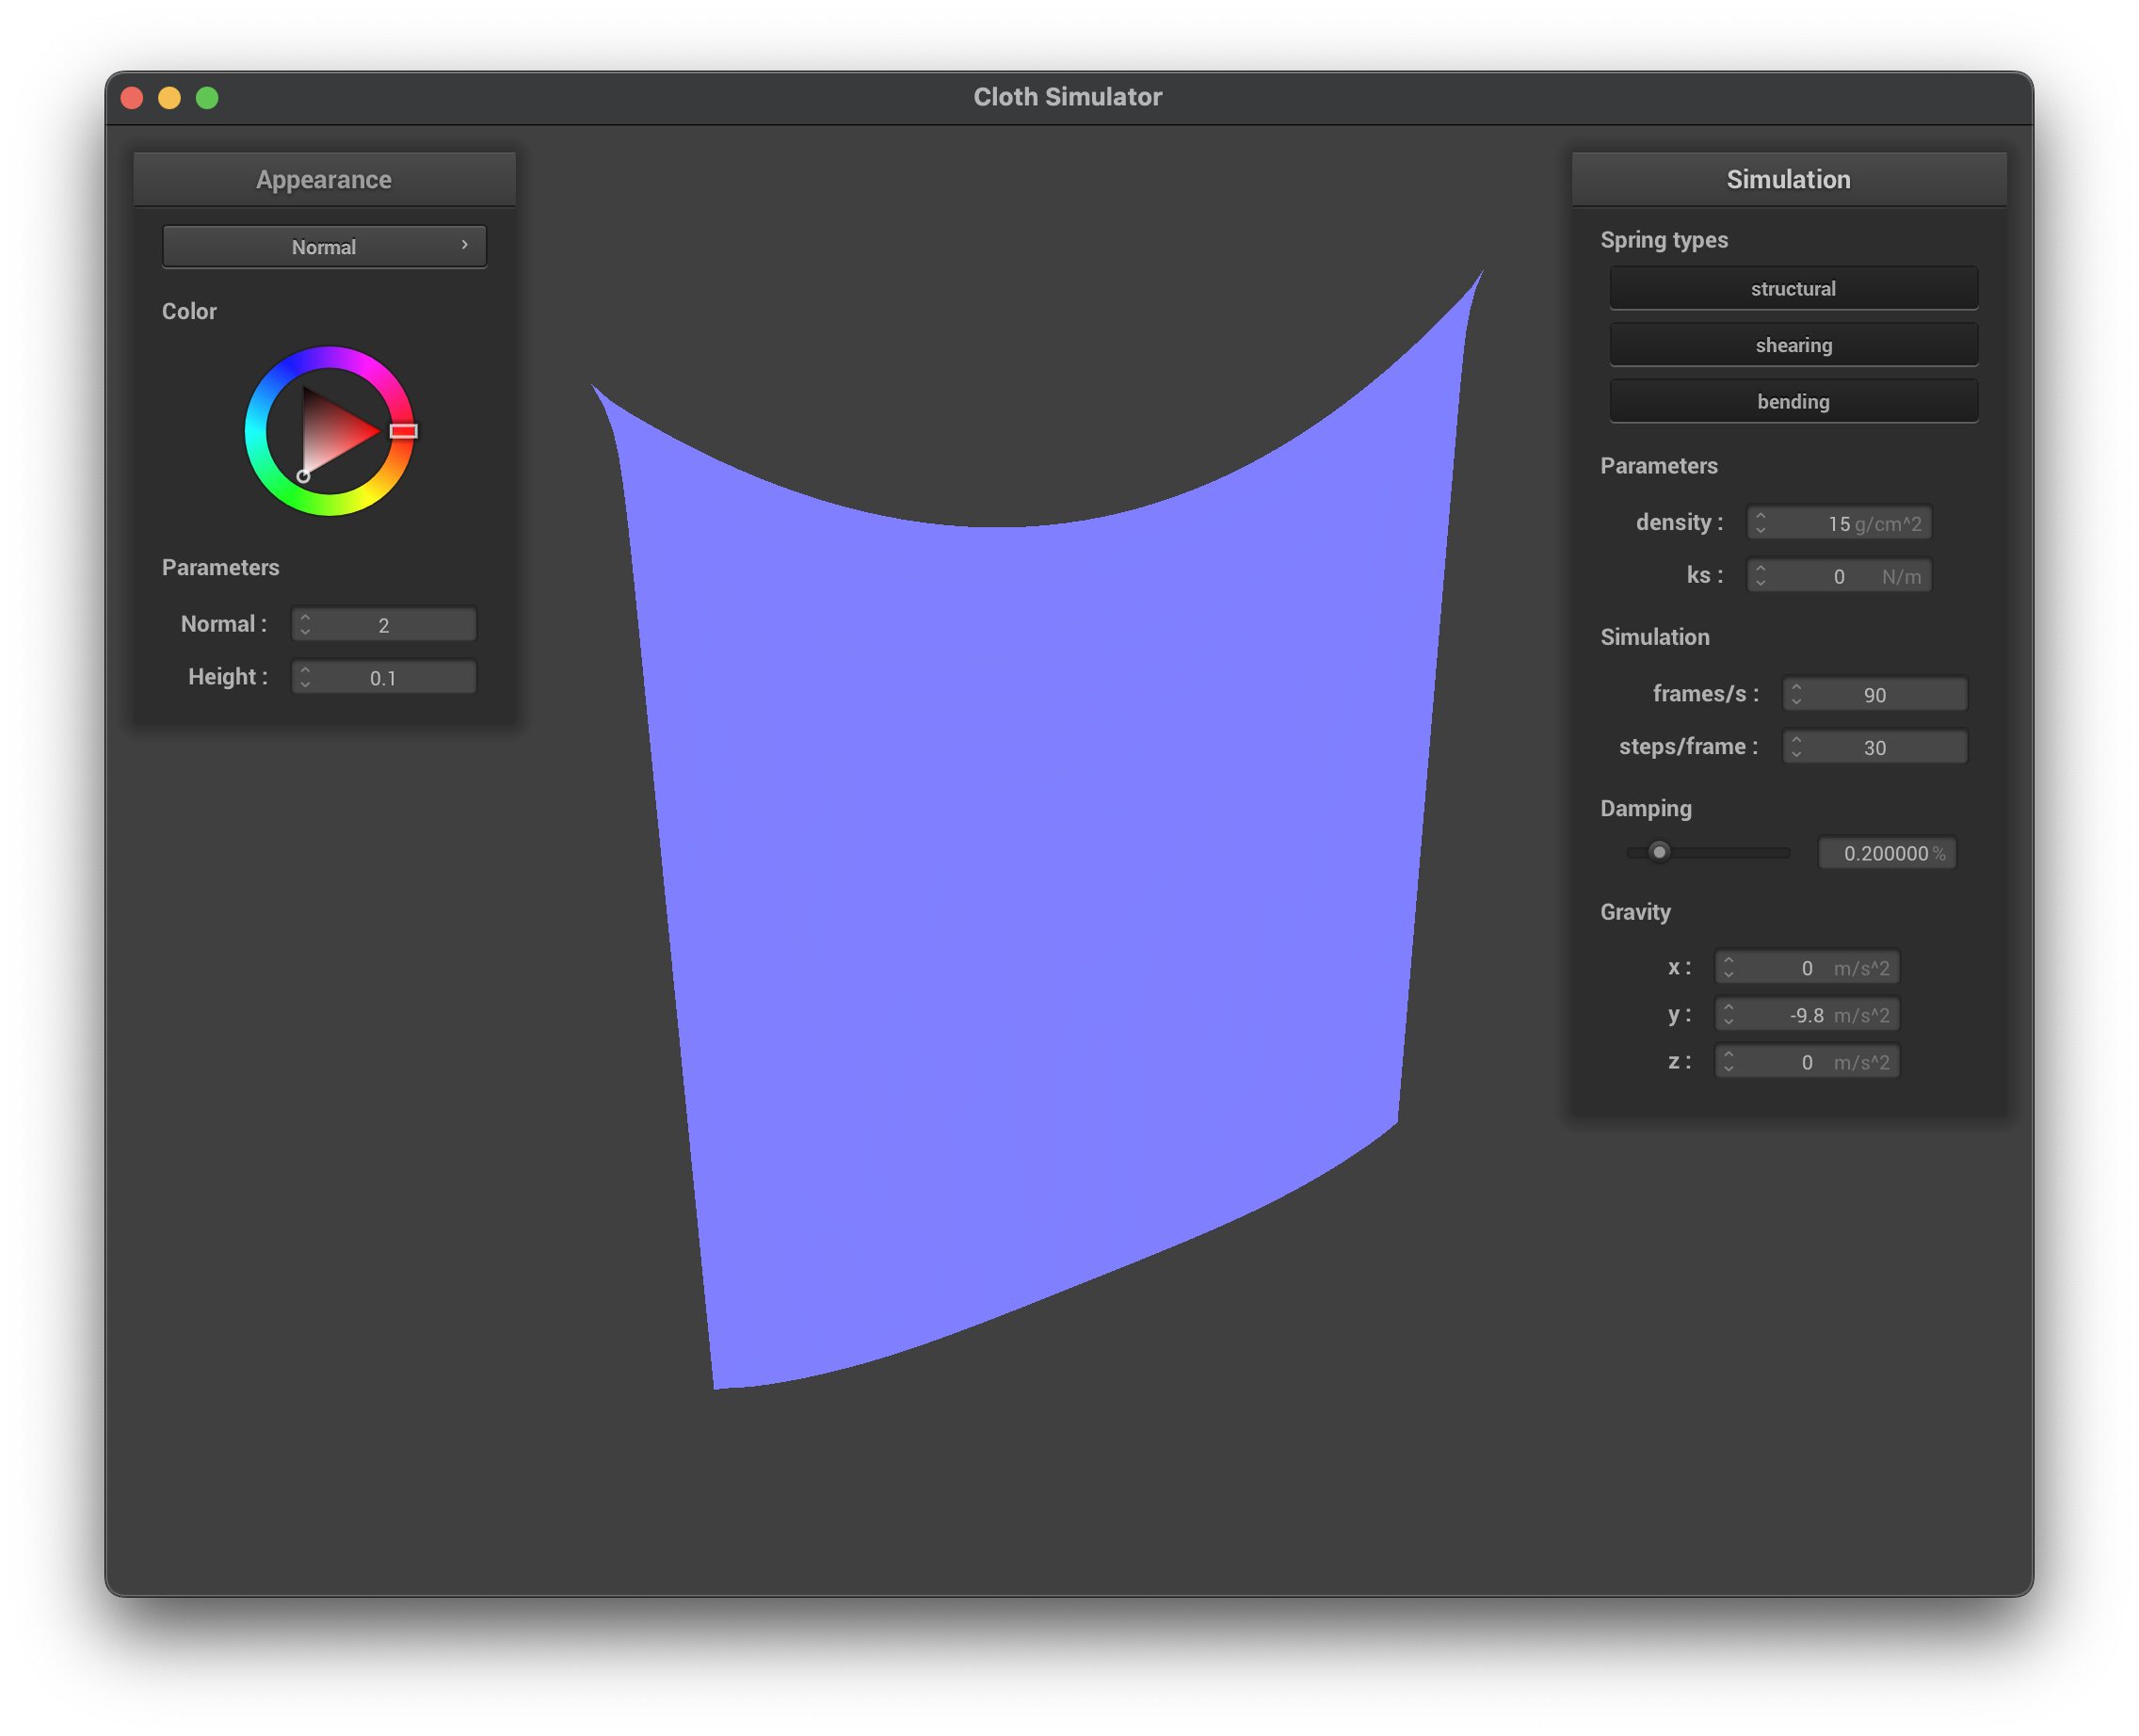 Cloth Simulator
Appearance
Normal
Color
Parameters
Normal : 2
Height : 0.1
Simulation
Spring types
structural
shearing
bending
Parameters
density : 15 g/cm^2
ks : 0 N/m
Simulation
frames/s : 90
steps/frame : 30
Damping
0.200000 %
Gravity
x : 0 m/s^2
y : -9.8 m/s^2
z : 0 m/s^2